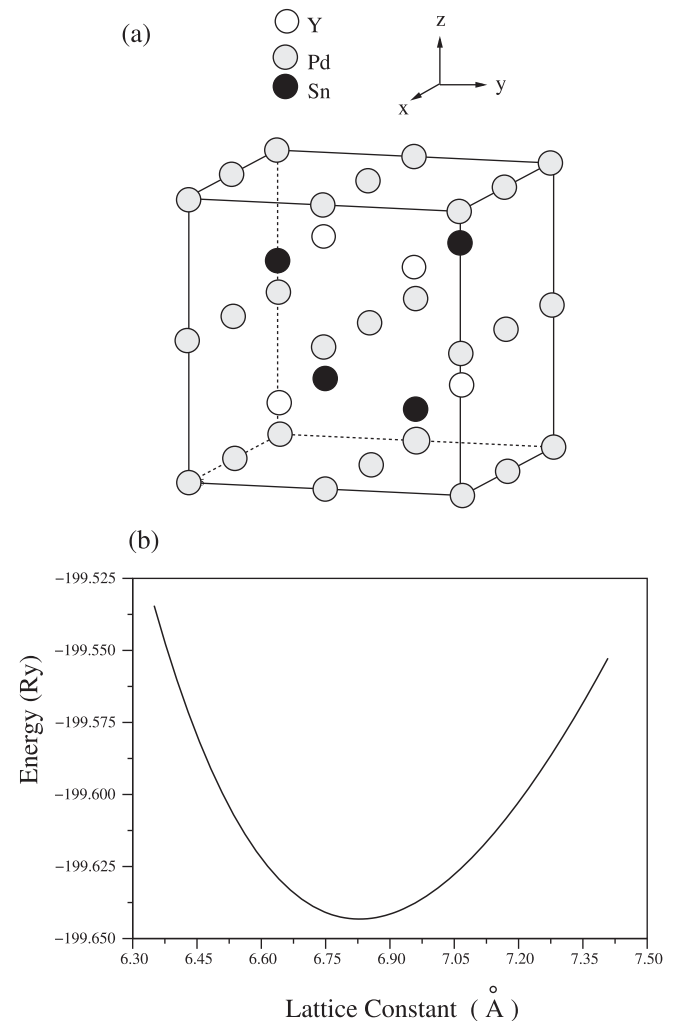 (a)
Y
Pd
Sn
z
y
x
(b)
−199.525
−199.550
−199.575
−199.600
−199.625
−199.650
Energy (Ry)
6.30 6.45 6.60 6.75 6.90 7.05 7.20 7.35 7.50
Lattice Constant ( Å )